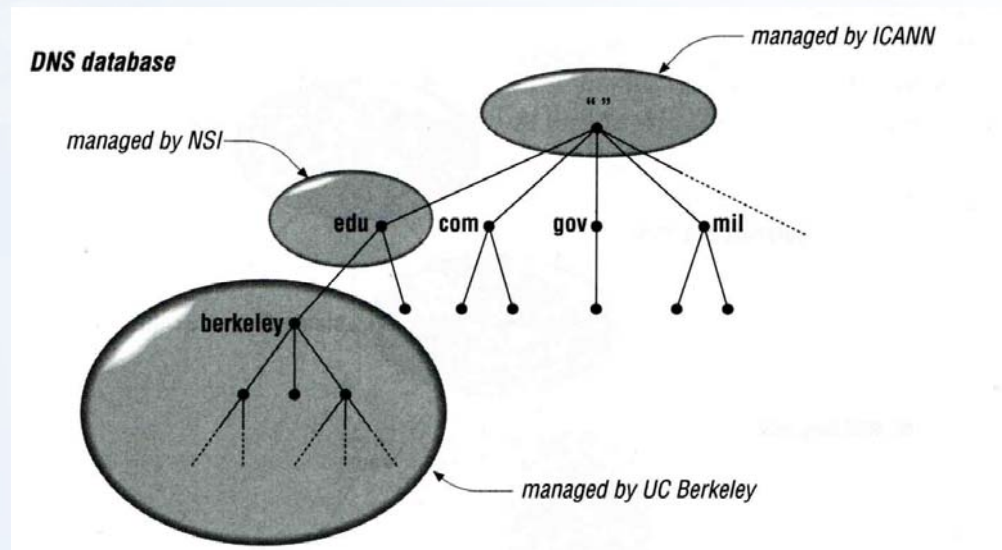 managed by ICANN
DNS database
“ ”
managed by NSI
edu com gov mil
berkeley
managed by UC Berkeley